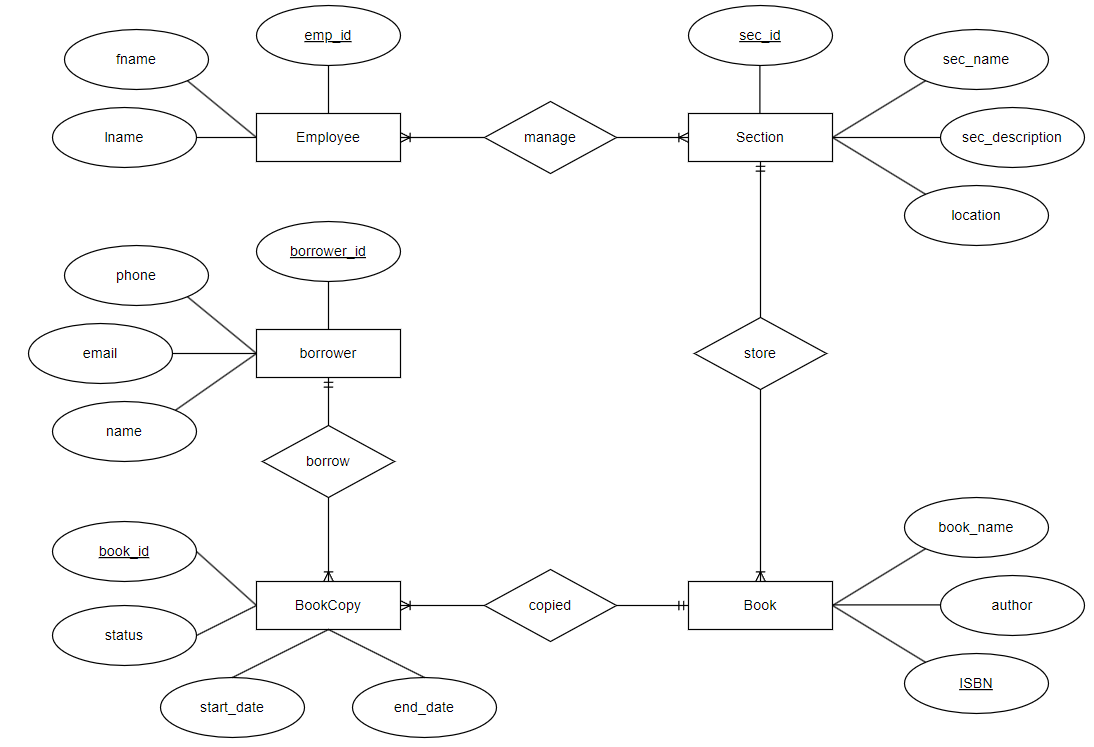 emp_id
sec_id
fname
sec_name
lname
Employee
manage
Section
sec_description
location
borrower_id
phone
email
borrower
store
name
borrow
book_name
book_id
BookCopy
copied
Book
author
status
ISBN
start_date
end_date